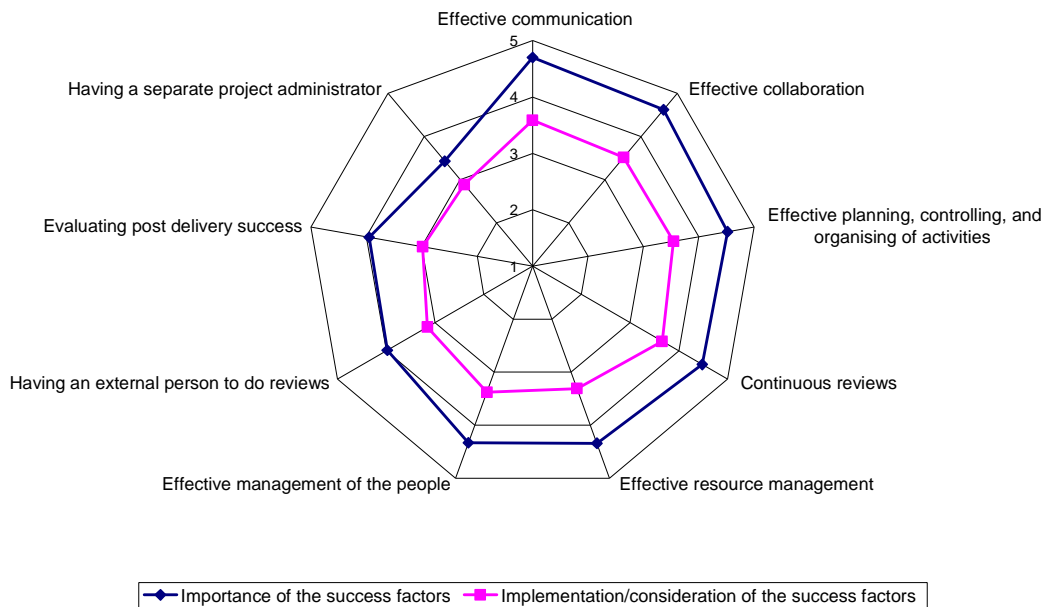 Effective communication
5
Having a separate project administrator
Effective collaboration
4
3
Evaluating post delivery success
2
Effective planning, controlling, and
organising of activities
1
Having an external person to do reviews
Continuous reviews
Effective management of the people
Effective resource management
Importance of the success factors
Implementation/consideration of the success factors